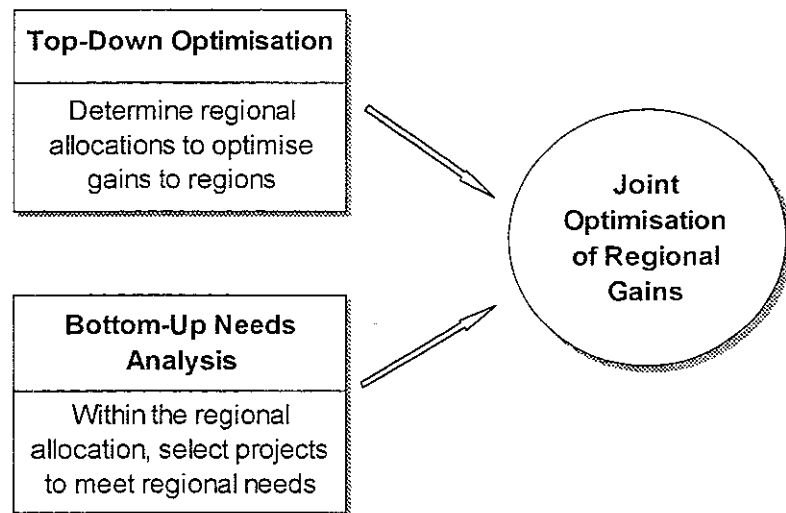 Top-Down Optimisation
Determine regional
allocations to optimise
gains to regions
Joint
Optimisation
of Regional
Gains
Bottom-Up Needs
Analysis
Within the regional
allocation, select projects
to meet regional needs